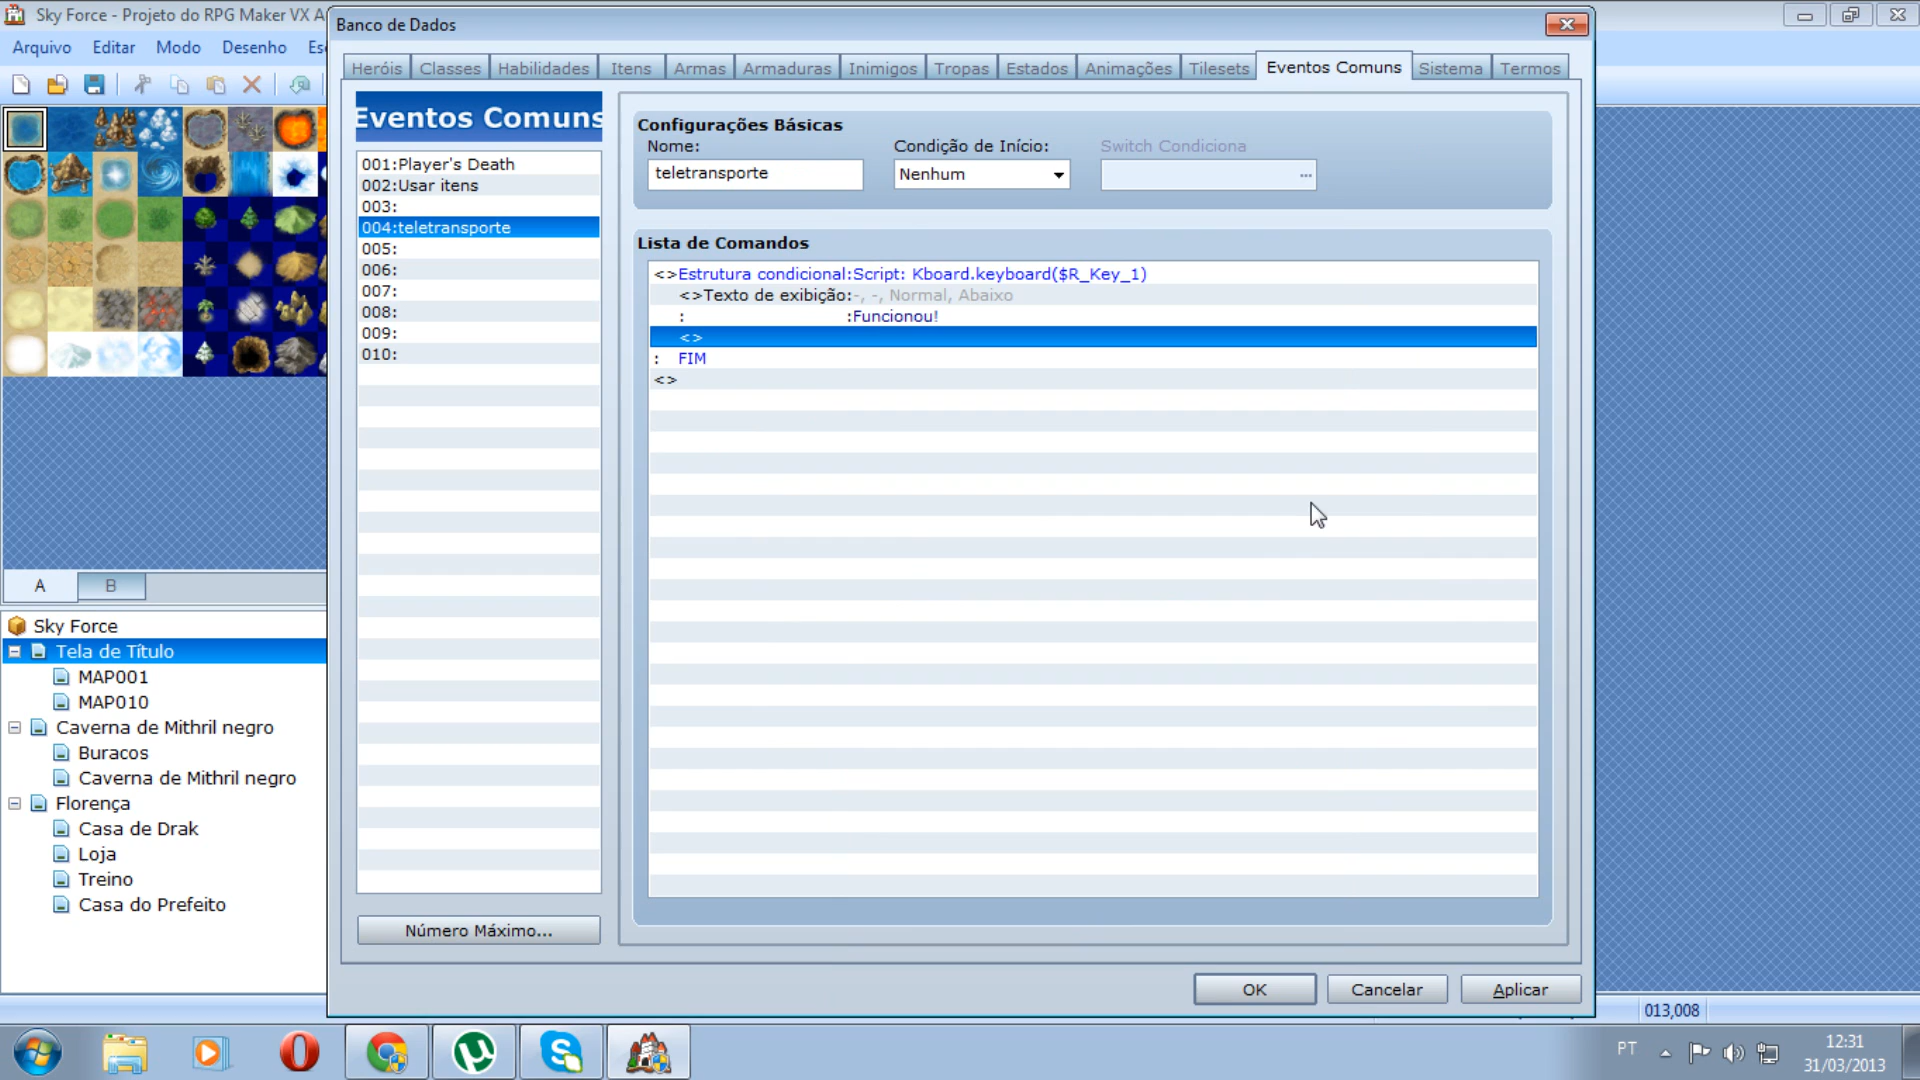 Sky Force - Projeto do RPG Maker VX A
Banco de Dados
Arquivo Editar Modo Desenho Es
Heróis Classes Habilidades Itens Armas Armaduras Inimigos Tropas Estados Animações Tilesets Eventos Comuns Sistema Termos
Eventos Comuns
001:Player's Death
002:Usar itens
003:
004:teletransporte
005:
006:
007:
008:
009:
010:
Número Máximo...
Configurações Básicas
Nome: Condição de Início: Switch Condiciona
teletransporte Nenhum ...
Lista de Comandos
<>Estrutura condicional:Script: Kboard.keyboard($R_Key_1)
<>Texto de exibição:-, -, Normal, Abaixo
: :Funcionou!
<>
: FIM
<>
OK Cancelar Aplicar
A B
Sky Force
Tela de Título
MAP001
MAP010
Caverna de Mithril negro
Buracos
Caverna de Mithril negro
Florença
Casa de Drak
Loja
Treino
Casa do Prefeito
013,008
PT 12:31
31/03/2013